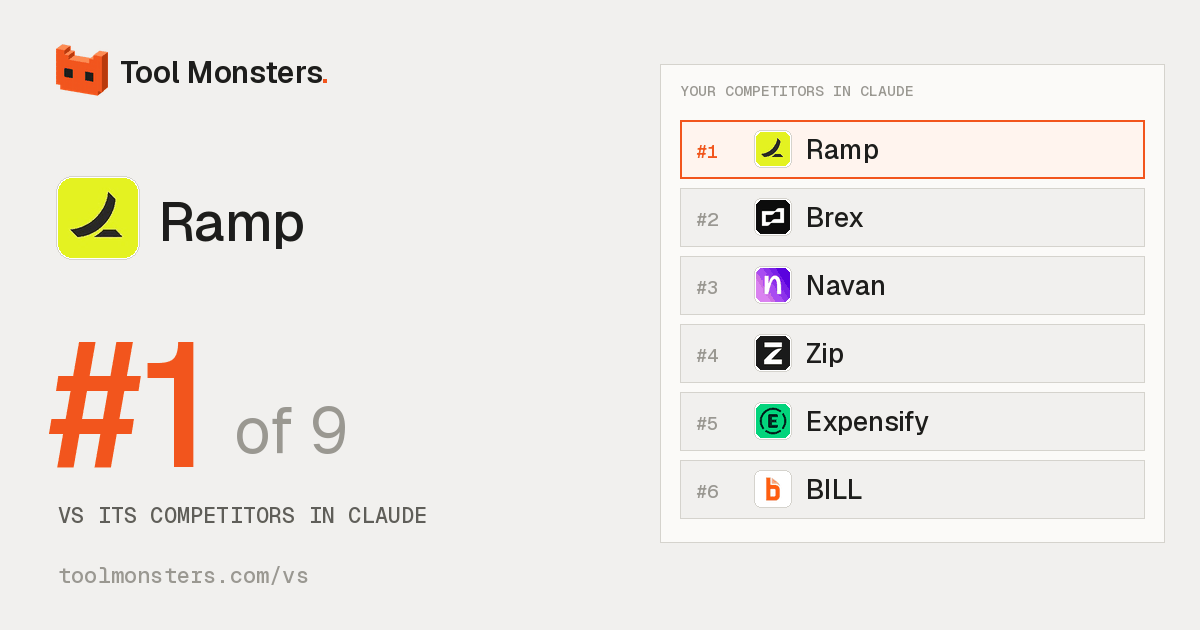 Tool Monsters.
Ramp
#1 of 9
VS ITS COMPETITORS IN CLAUDE
toolmonsters.com/vs
YOUR COMPETITORS IN CLAUDE
#1 Ramp
#2 Brex
#3 n Navan
#4 Z Zip
#5 E Expensify
#6 b BILL